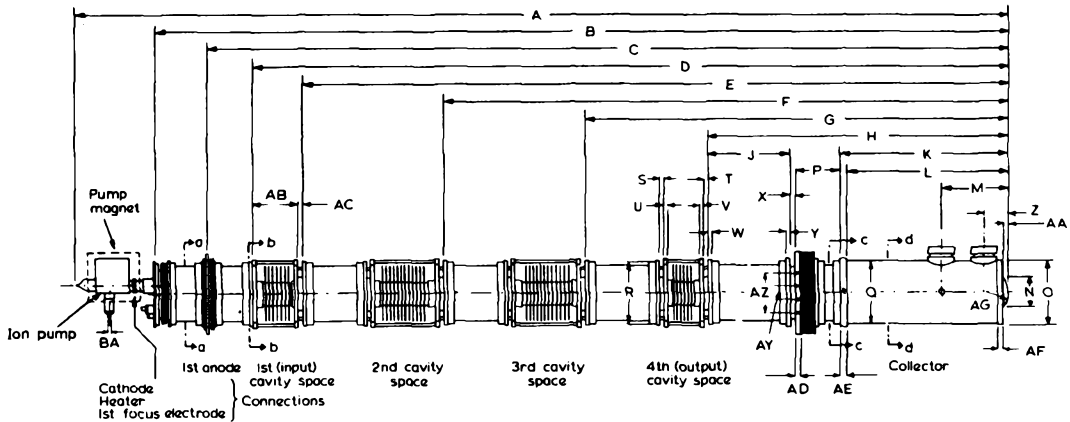 A
B
C
D
E
F
G
H
J
K
P
L
S
T
M
AB
AC
U
V
X
Z
W
Y
AA
Pump
magnet
a
b
c
d
R
AZ
Q
N
O
AG
Ion pump
BA
AY
a
b
c
d
AF
1st anode
1st (input)
cavity space
2nd cavity
space
3rd cavity
space
4th (output)
cavity space
AD
AE
Collector
Cathode
Heater
1st focus electrode
Connections